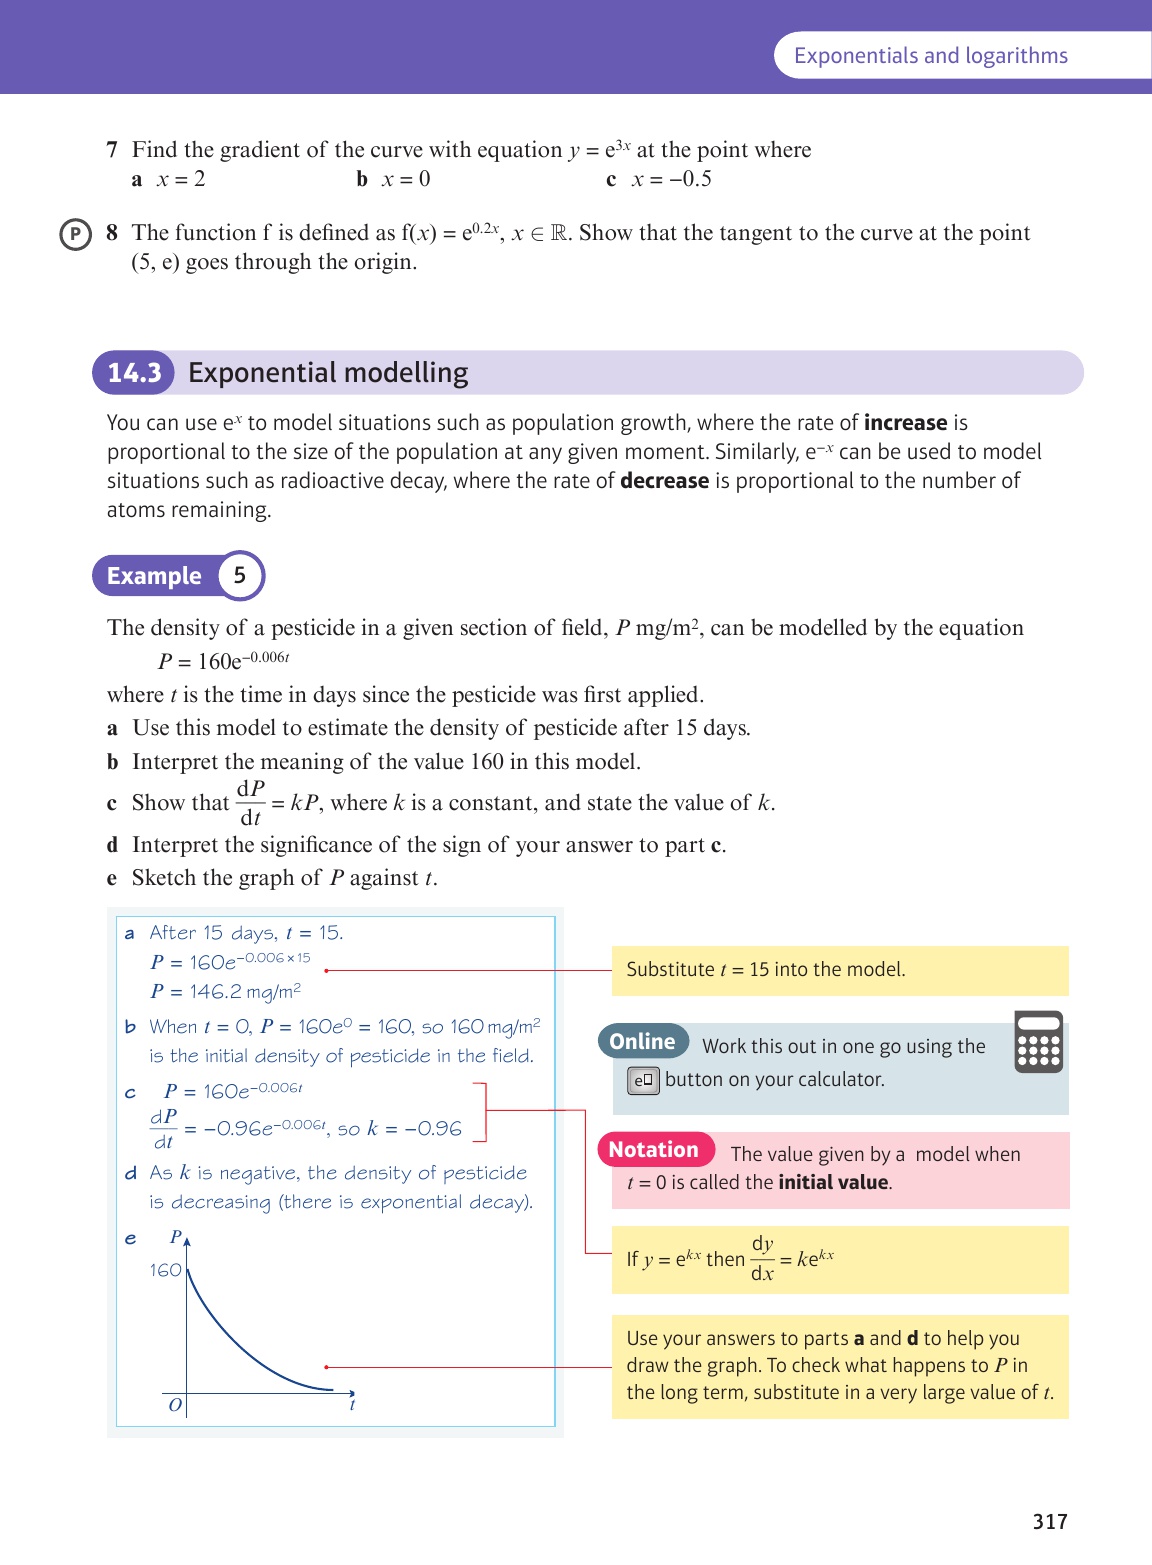 Exponentials and logarithms
7 Find the gradient of the curve with equation y = e³ˣ at the point where
a x = 2 b x = 0 c x = −0.5
P 8 The function f is defined as f(x) = e^0.2x, x ∈ ℝ. Show that the tangent to the curve at the point
(5, e) goes through the origin.
14.3 Exponential modelling
You can use eˣ to model situations such as population growth, where the rate of increase is
proportional to the size of the population at any given moment. Similarly, e⁻ˣ can be used to model
situations such as radioactive decay, where the rate of decrease is proportional to the number of
atoms remaining.
Example 5
The density of a pesticide in a given section of field, P mg/m², can be modelled by the equation
P = 160e^−0.006t
where t is the time in days since the pesticide was first applied.
a Use this model to estimate the density of pesticide after 15 days.
b Interpret the meaning of the value 160 in this model.
c Show that dP/dt = kP, where k is a constant, and state the value of k.
d Interpret the significance of the sign of your answer to part c.
e Sketch the graph of P against t.
a After 15 days, t = 15.
P = 160e^−0.006 × 15
P = 146.2 mg/m²
b When t = 0, P = 160e⁰ = 160, so 160 mg/m²
is the initial density of pesticide in the field.
c P = 160e^−0.006t
dP/dt = −0.96e^−0.006t, so k = −0.96
d As k is negative, the density of pesticide
is decreasing (there is exponential decay).
e P
160
O t
Substitute t = 15 into the model.
Online Work this out in one go using the
e□ button on your calculator.
Notation The value given by a model when
t = 0 is called the initial value.
If y = e^kx then dy/dx = ke^kx
Use your answers to parts a and d to help you
draw the graph. To check what happens to P in
the long term, substitute in a very large value of t.
317